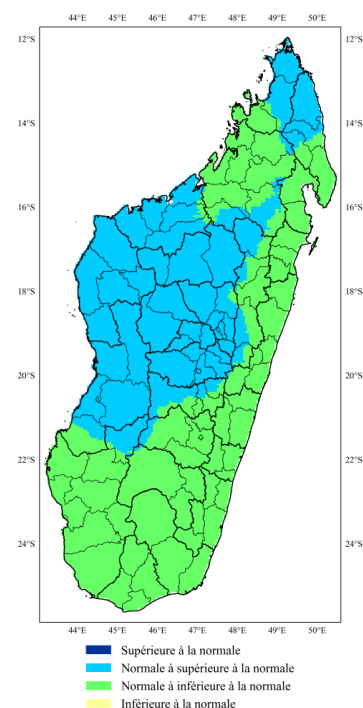 44°E 45°E 46°E 47°E 48°E 49°E 50°E
12°S 12°S
14°S 14°S
16°S 16°S
18°S 18°S
20°S 20°S
22°S 22°S
24°S 24°S
44°E 45°E 46°E 47°E 48°E 49°E 50°E
Supérieure à la normale
Normale à supérieure à la normale
Normale à inférieure à la normale
Inférieure à la normale